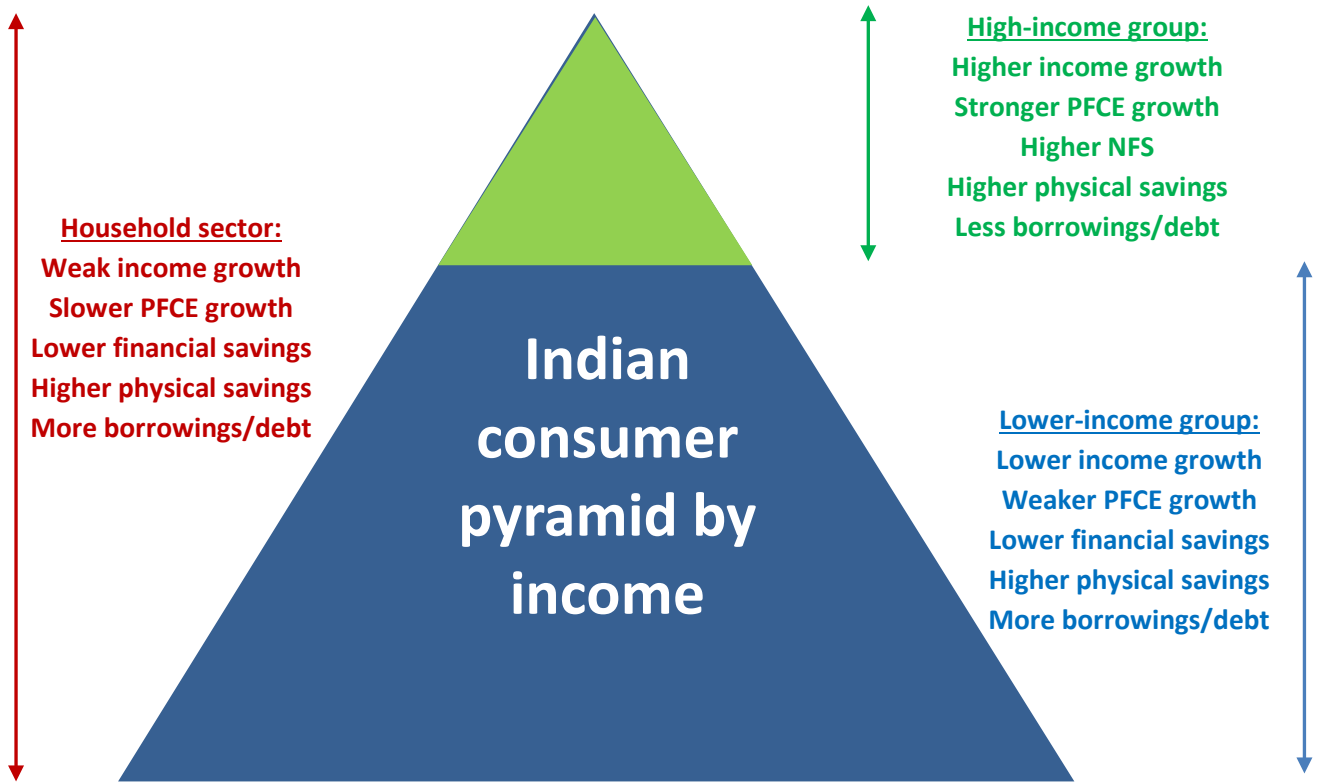 Household sector:
Weak income growth
Slower PFCE growth
Lower financial savings
Higher physical savings
More borrowings/debt
Indian
consumer
pyramid by
income
High-income group:
Higher income growth
Stronger PFCE growth
Higher NFS
Higher physical savings
Less borrowings/debt
Lower-income group:
Lower income growth
Weaker PFCE growth
Lower financial savings
Higher physical savings
More borrowings/debt